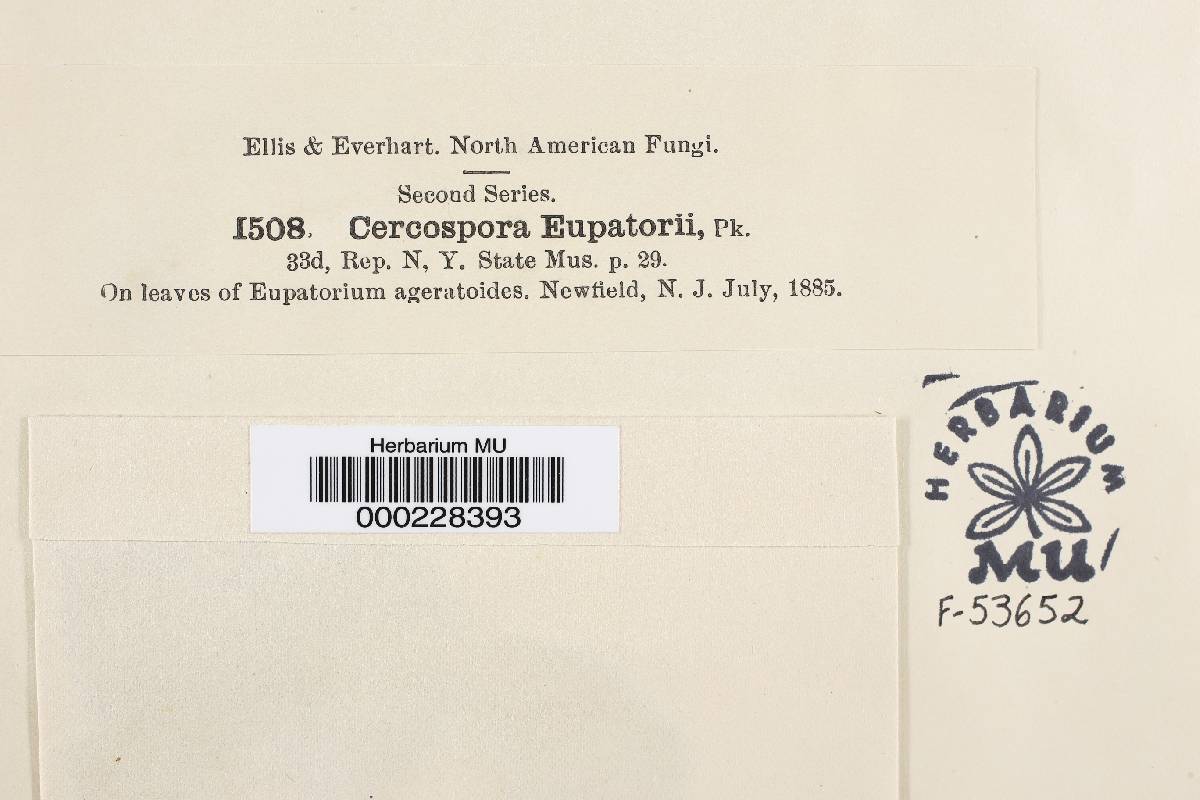 Ellis & Everhart. North American Fungi.
Second Series.
1508. Cercospora Eupatorii, Pk.
33d, Rep. N, Y. State Mus. p. 29.
On leaves of Eupatorium ageratoides. Newfield, N. J. July, 1885.
Herbarium MU
000228393
HERBARIUM
MU
F-53652